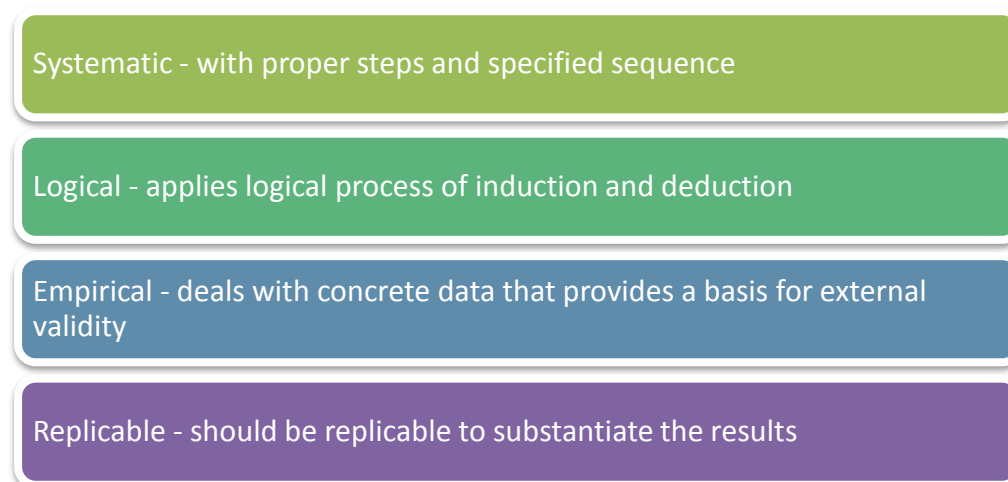 Systematic - with proper steps and specified sequence
Logical - applies logical process of induction and deduction
Empirical - deals with concrete data that provides a basis for external
validity
Replicable - should be replicable to substantiate the results